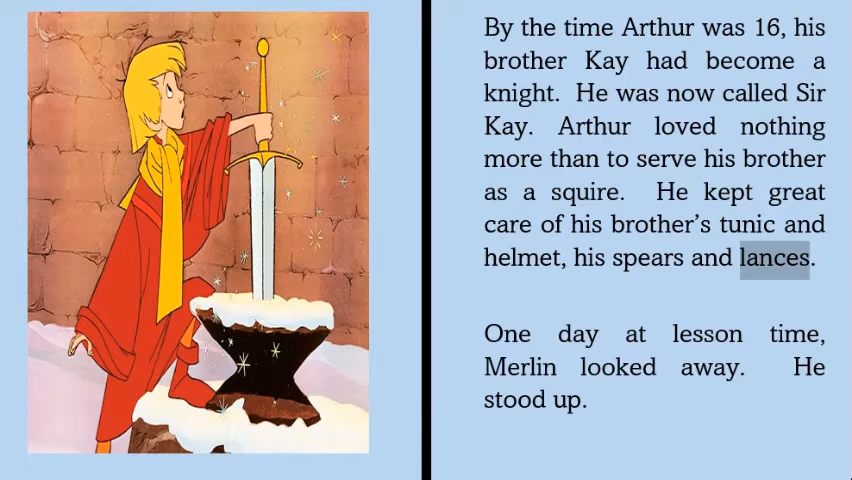 By the time Arthur was 16, his
brother Kay had become a
knight. He was now called Sir
Kay. Arthur loved nothing
more than to serve his brother
as a squire. He kept great
care of his brother's tunic and
helmet, his spears and lances.
One day at lesson time,
Merlin looked away. He
stood up.